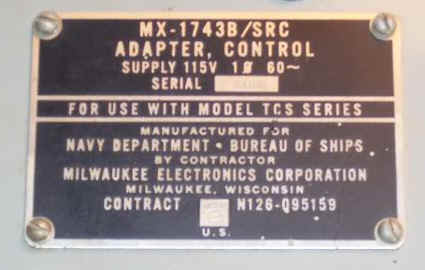 MX-1743B/SRC
ADAPTER, CONTROL
SUPPLY 115V 1Ø 60~
SERIAL
FOR USE WITH MODEL TCS SERIES
MANUFACTURED FOR
NAVY DEPARTMENT • BUREAU OF SHIPS
BY CONTRACTOR
MILWAUKEE ELECTRONICS CORPORATION
MILWAUKEE, WISCONSIN
CONTRACT N126-Q95159
U.S.